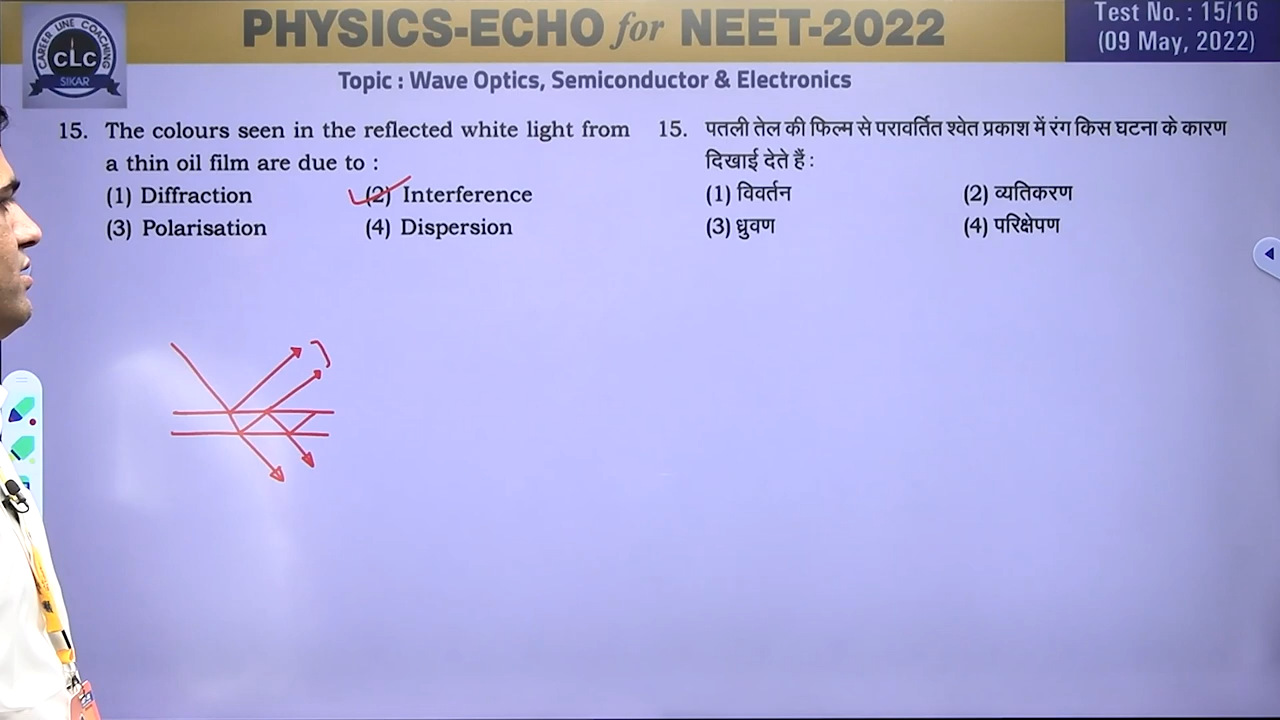 PHYSICS-ECHO for NEET-2022
Test No. : 15/16
(09 May, 2022)
CAREER LINE COACHING
CLC
SIKAR
Topic : Wave Optics, Semiconductor & Electronics
15. The colours seen in the reflected white light from
a thin oil film are due to :
(1) Diffraction (2) Interference
(3) Polarisation (4) Dispersion
15. पतली तेल की फिल्म से परावर्तित श्वेत प्रकाश में रंग किस घटना के कारण
दिखाई देते हैं :
(1) विवर्तन (2) व्यतिकरण
(3) ध्रुवण (4) परिक्षेपण